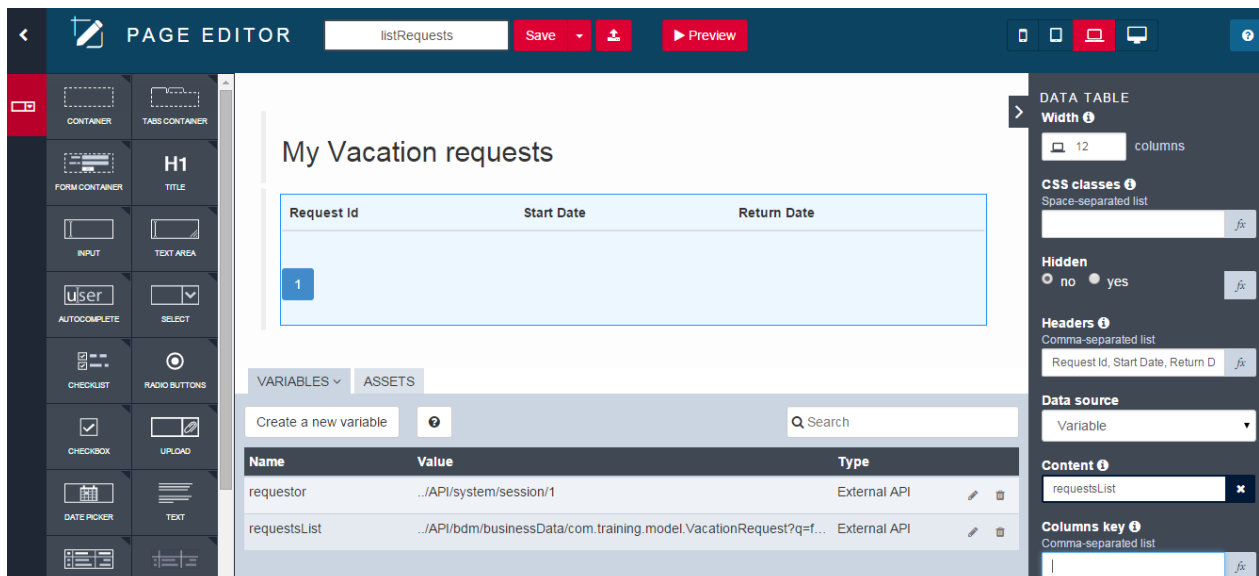 PAGE EDITOR
listRequests
Save
Preview
CONTAINER
TABS CONTAINER
FORM CONTAINER
H1
TITLE
INPUT
TEXT AREA
user
AUTOCOMPLETE
SELECT
CHECKLIST
RADIO BUTTONS
CHECKBOX
UPLOAD
DATE PICKER
TEXT
My Vacation requests
Request Id Start Date Return Date
1
VARIABLES ASSETS
Create a new variable
?
Search
Name Value Type
requestor ../API/system/session/1 External API
requestsList ../API/bdm/businessData/com.training.model.VacationRequest?q=f... External API
?
DATA TABLE
Width
12 columns
CSS classes
Space-separated list
fx
Hidden
no yes
fx
Headers
Comma-separated list
Request Id, Start Date, Return D
fx
Data source
Variable
Content
requestsList
Columns key
Comma-separated list
fx